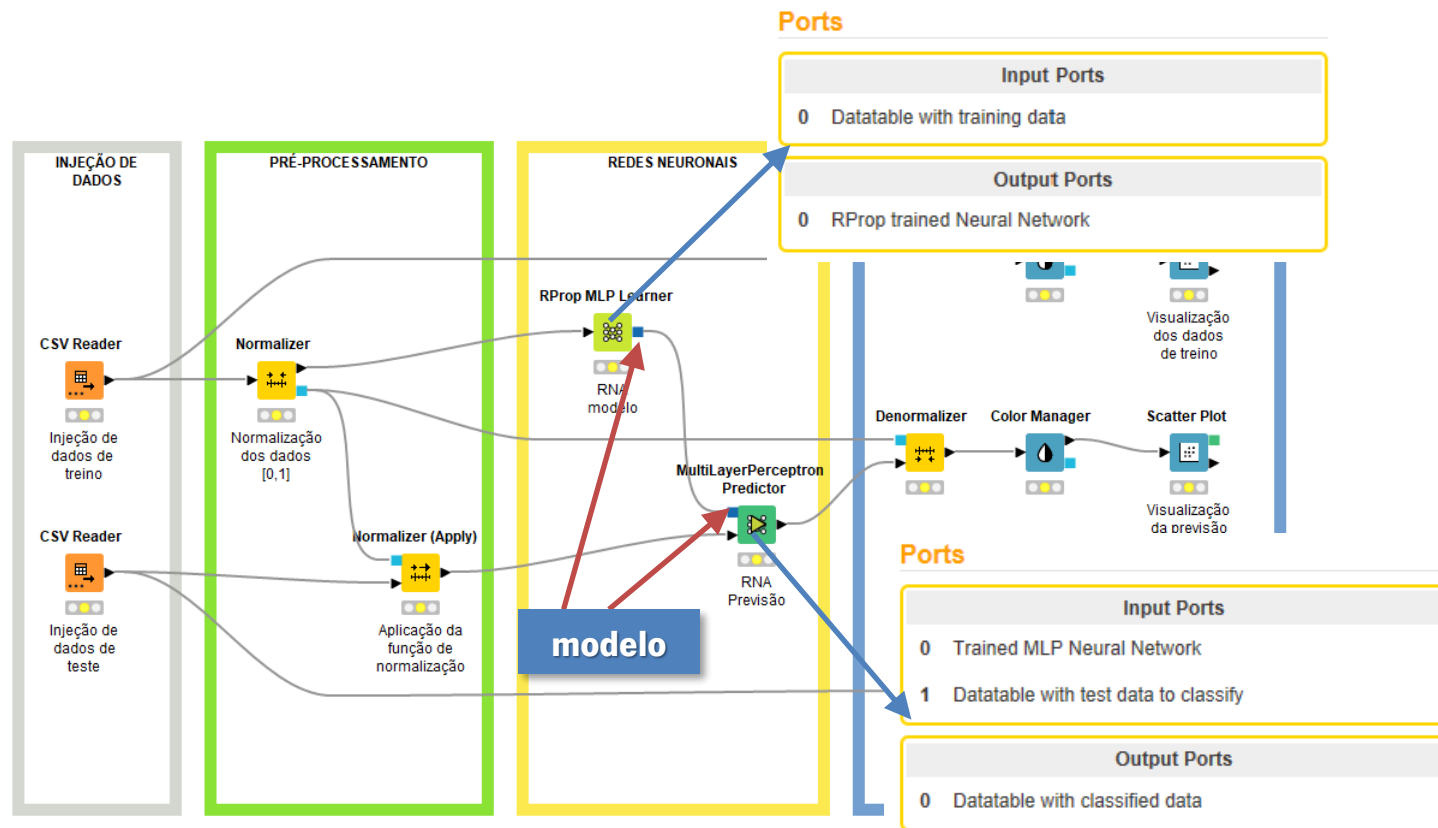 Ports
Input Ports
0 Datatable with training data
Output Ports
0 RProp trained Neural Network
INJEÇÃO DE
DADOS
PRÉ-PROCESSAMENTO
REDES NEURONAIS
CSV Reader
Injeção de
dados de
treino
CSV Reader
Injeção de
dados de
teste
Normalizer
Normalização
dos dados
[0,1]
Normalizer (Apply)
Aplicação da
função de
normalização
RProp MLP Learner
RNA
modelo
MultiLayerPerceptron
Predictor
RNA
Previsão
modelo
Visualização
dos dados
de treino
Denormalizer
Color Manager
Scatter Plot
Visualização
da previsão
Ports
Input Ports
0 Trained MLP Neural Network
1 Datatable with test data to classify
Output Ports
0 Datatable with classified data